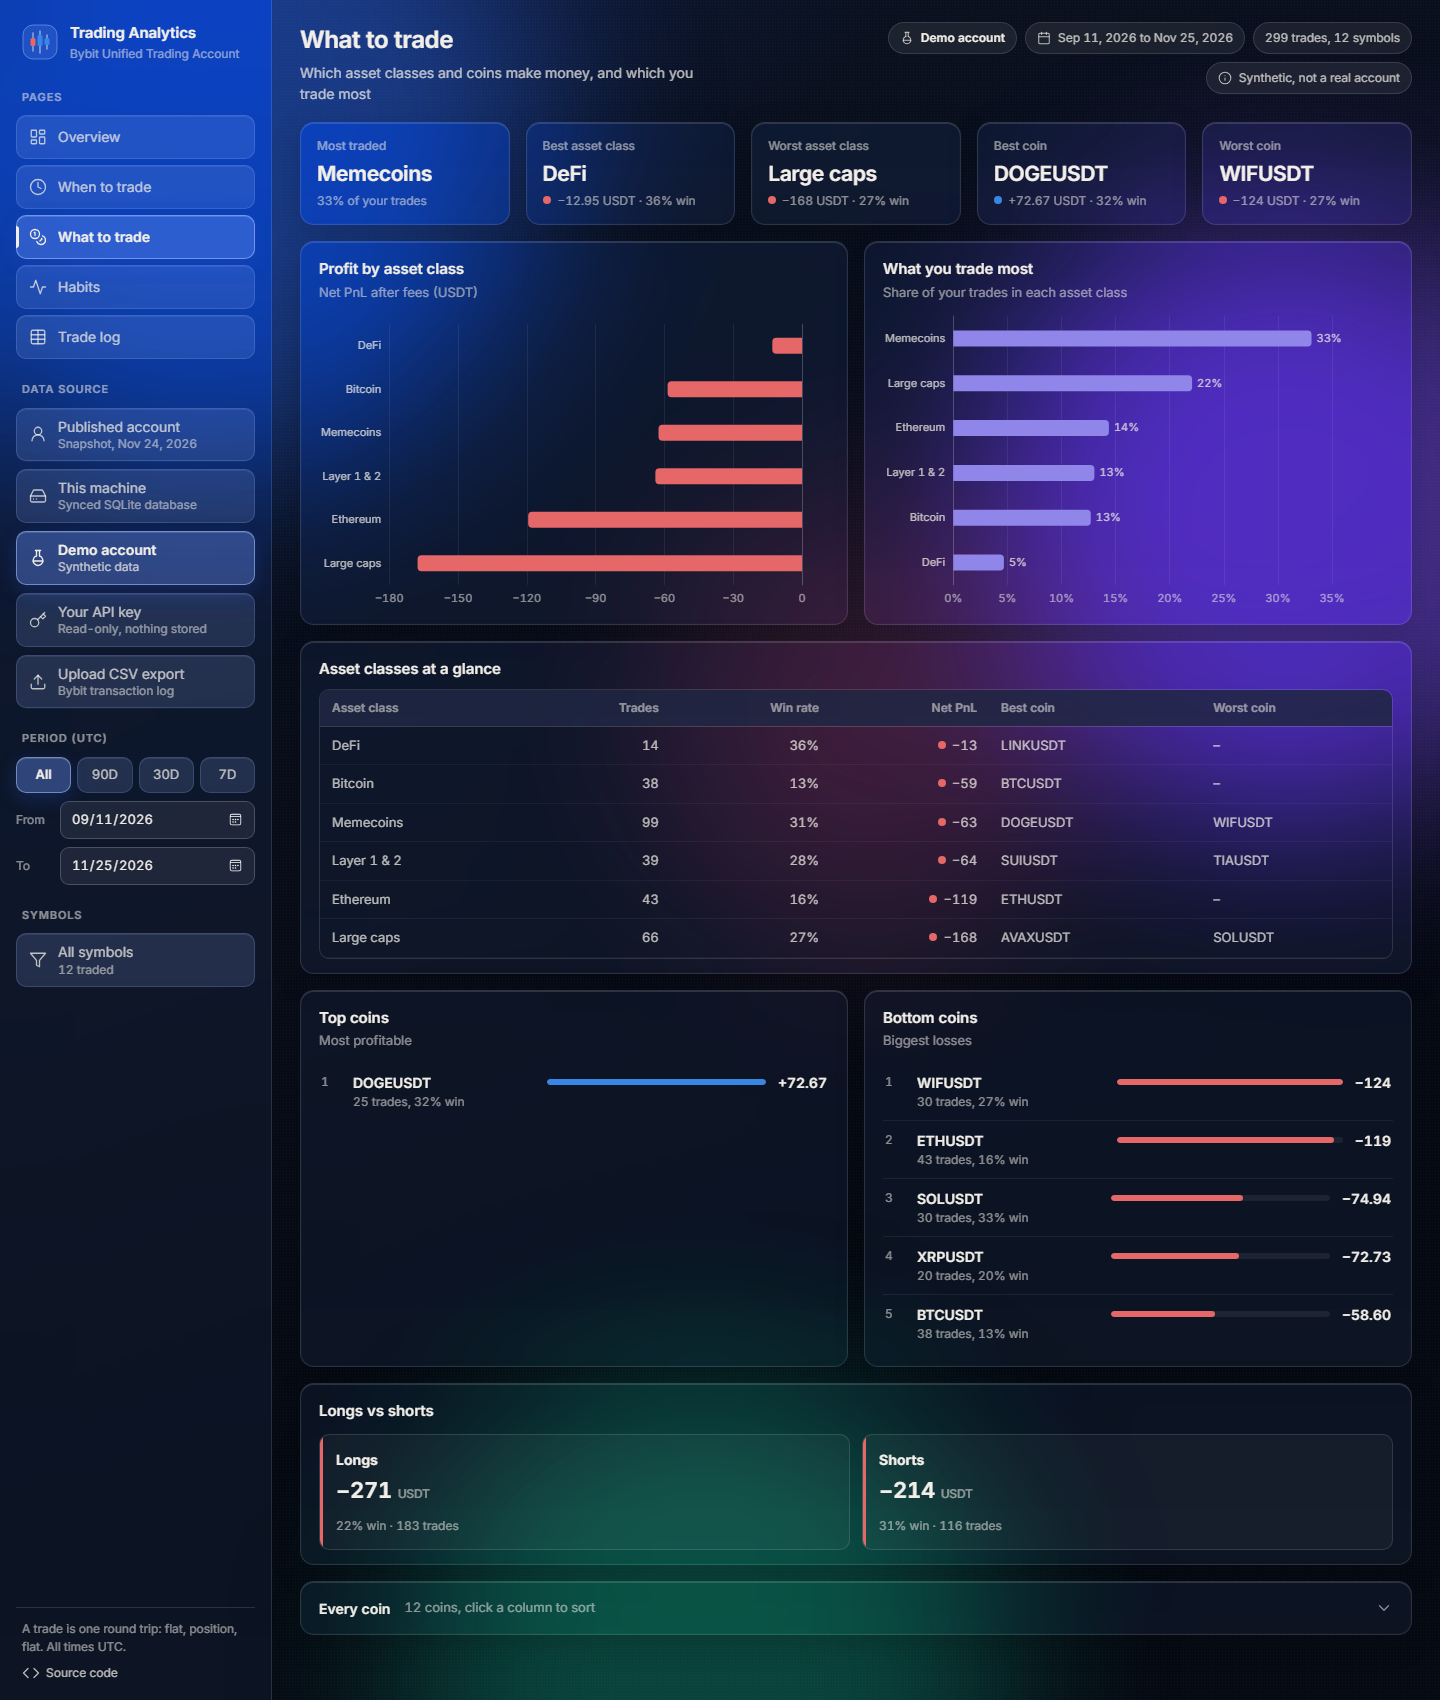 Trading Analytics
Bybit Unified Trading Account
PAGES
Overview
When to trade
What to trade
Habits
Trade log
DATA SOURCE
Published account
Snapshot, Nov 24, 2026
This machine
Synced SQLite database
Demo account
Synthetic data
Your API key
Read-only, nothing stored
Upload CSV export
Bybit transaction log
PERIOD (UTC)
All 90D 30D 7D
From 09/11/2026
To 11/25/2026
SYMBOLS
All symbols
12 traded
A trade is one round trip: flat, position,
flat. All times UTC.
Source code
What to trade
Which asset classes and coins make money, and which you
trade most
Demo account
Sep 11, 2026 to Nov 25, 2026
299 trades, 12 symbols
Synthetic, not a real account
Most traded
Memecoins
33% of your trades
Best asset class
DeFi
−12.95 USDT · 36% win
Worst asset class
Large caps
−168 USDT · 27% win
Best coin
DOGEUSDT
+72.67 USDT · 32% win
Worst coin
WIFUSDT
−124 USDT · 27% win
Profit by asset class
Net PnL after fees (USDT)
DeFi
Bitcoin
Memecoins
Layer 1 & 2
Ethereum
Large caps
−180 −150 −120 −90 −60 −30 0
What you trade most
Share of your trades in each asset class
Memecoins 33%
Large caps 22%
Ethereum 14%
Layer 1 & 2 13%
Bitcoin 13%
DeFi 5%
0% 5% 10% 15% 20% 25% 30% 35%
Asset classes at a glance
Asset class Trades Win rate Net PnL Best coin Worst coin
DeFi 14 36% −13 LINKUSDT –
Bitcoin 38 13% −59 BTCUSDT –
Memecoins 99 31% −63 DOGEUSDT WIFUSDT
Layer 1 & 2 39 28% −64 SUIUSDT TIAUSDT
Ethereum 43 16% −119 ETHUSDT –
Large caps 66 27% −168 AVAXUSDT SOLUSDT
Top coins
Most profitable
1 DOGEUSDT +72.67
25 trades, 32% win
Bottom coins
Biggest losses
1 WIFUSDT −124
30 trades, 27% win
2 ETHUSDT −119
43 trades, 16% win
3 SOLUSDT −74.94
30 trades, 33% win
4 XRPUSDT −72.73
20 trades, 20% win
5 BTCUSDT −58.60
38 trades, 13% win
Longs vs shorts
Longs
−271 USDT
22% win · 183 trades
Shorts
−214 USDT
31% win · 116 trades
Every coin 12 coins, click a column to sort